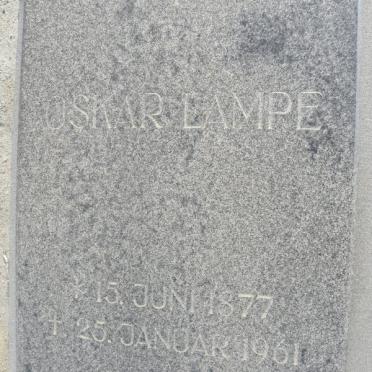 OSKAR LAMPE
* 15. JUNI 1877
† 25. JANUAR 1961